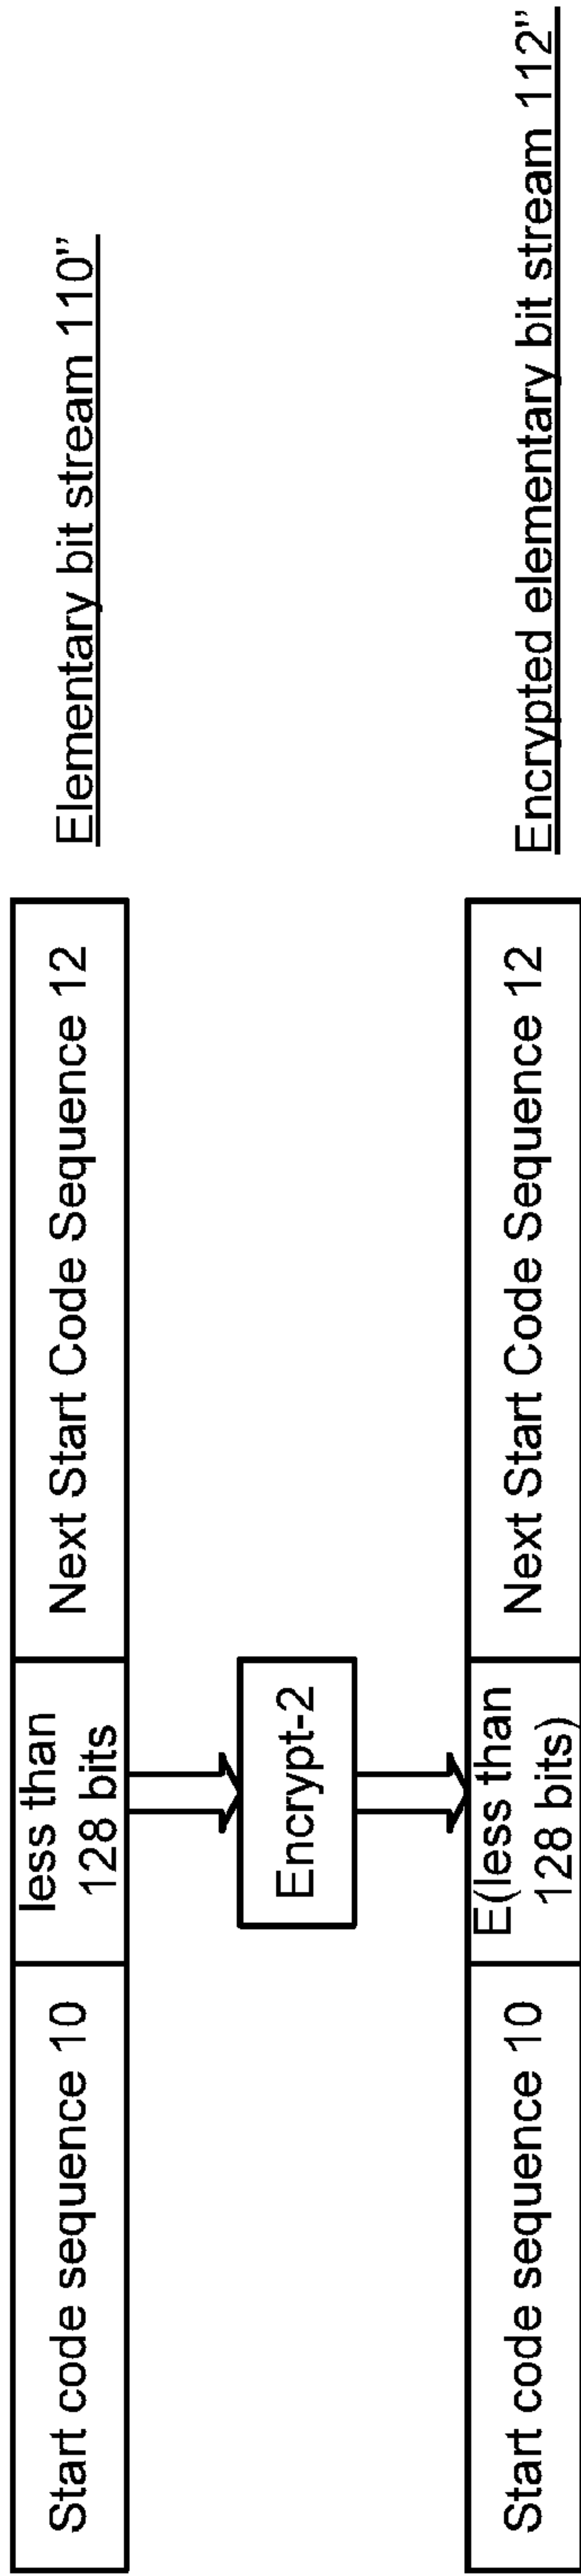 Start code sequence 10
less than
128 bits
Next Start Code Sequence 12
Elementary bit stream 110”
Encrypt-2
Start code sequence 10
E(less than
128 bits)
Next Start Code Sequence 12
Encrypted elementary bit stream 112”